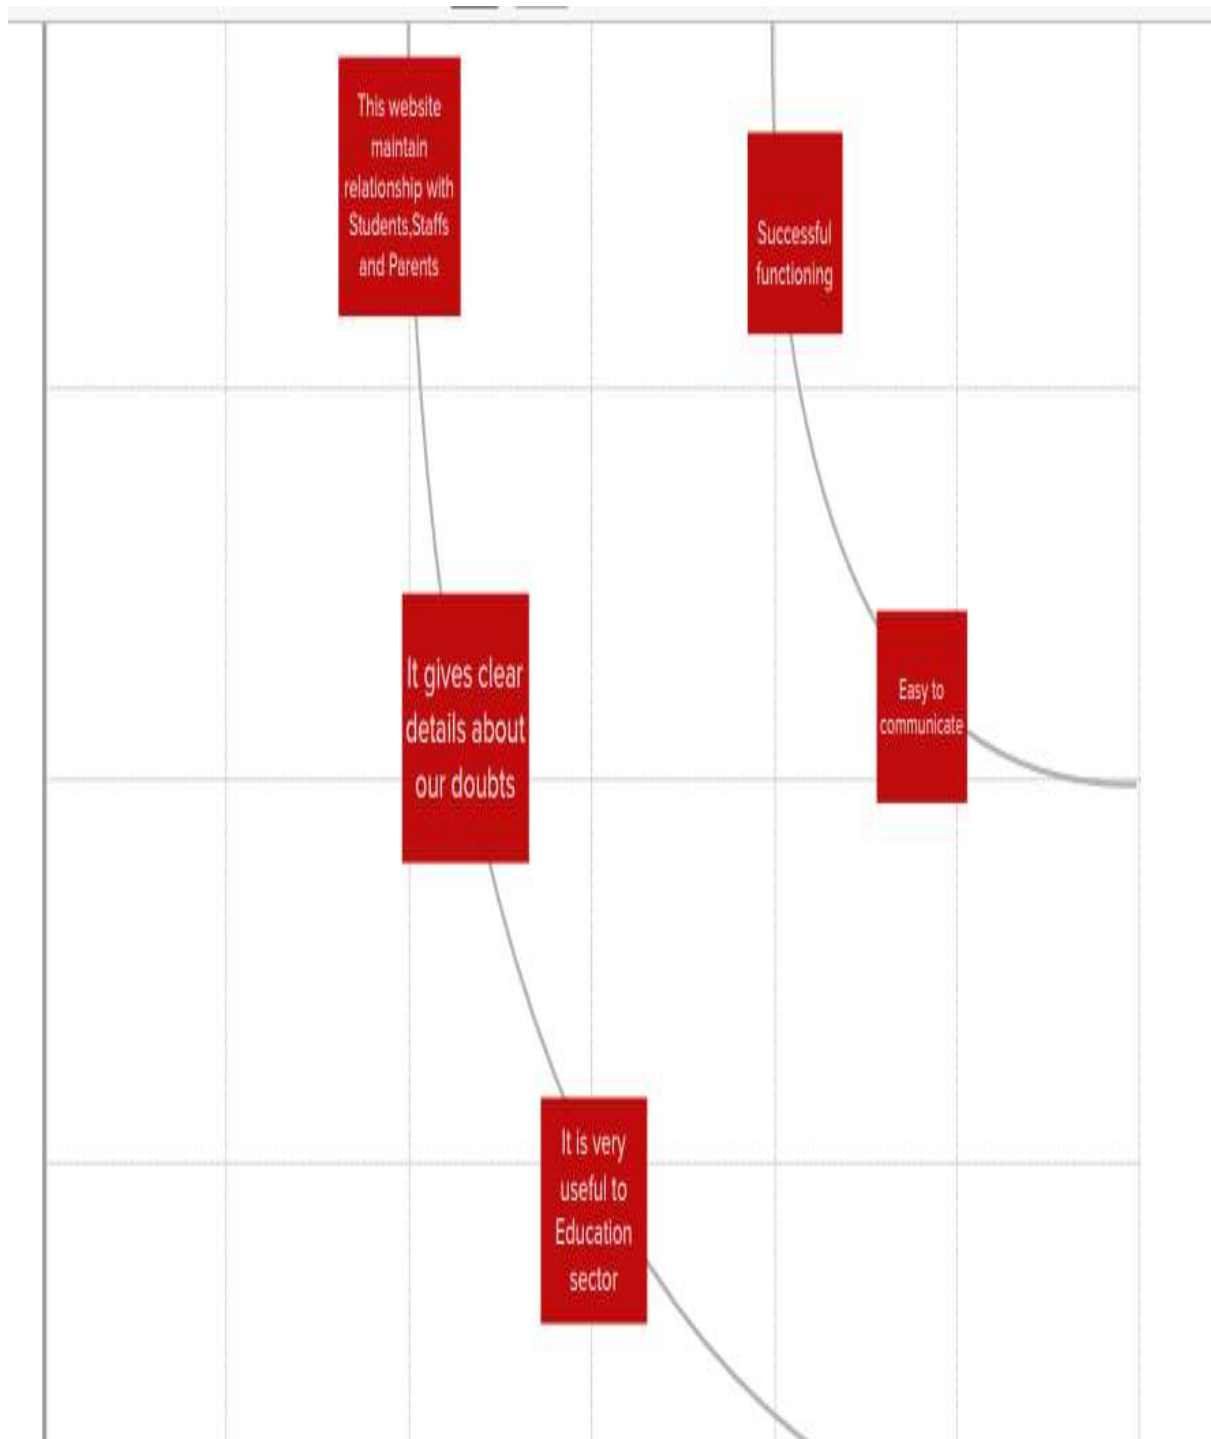 This website
maintain
relationship with
Students,Staffs
and Parents
Successful
functioning
It gives clear
details about
our doubts
Easy to
communicate
It is very
useful to
Education
sector